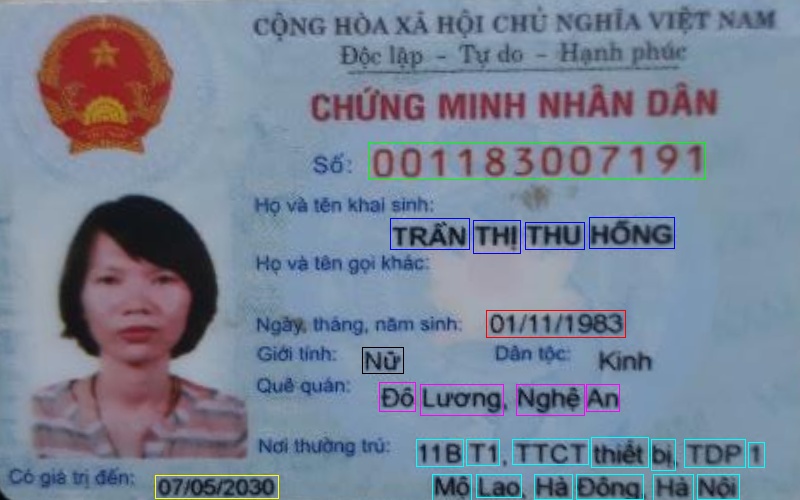 CỘNG HÒA XÃ HỘI CHỦ NGHĨA VIỆT NAM
Độc lập - Tự do - Hạnh phúc
CHỨNG MINH NHÂN DÂN
Số: 001183007191
Họ và tên khai sinh:
TRẦN THỊ THU HỒNG
Họ và tên gọi khác:
Ngày, tháng, năm sinh: 01/11/1983
Giới tính: Nữ Dân tộc: Kinh
Quê quán: Đô Lương, Nghệ An
Nơi thường trú: 11B T1, TTCT thiết bị, TDP 1
Có giá trị đến: 07/05/2030 Mộ Lao, Hà Đông, Hà Nội